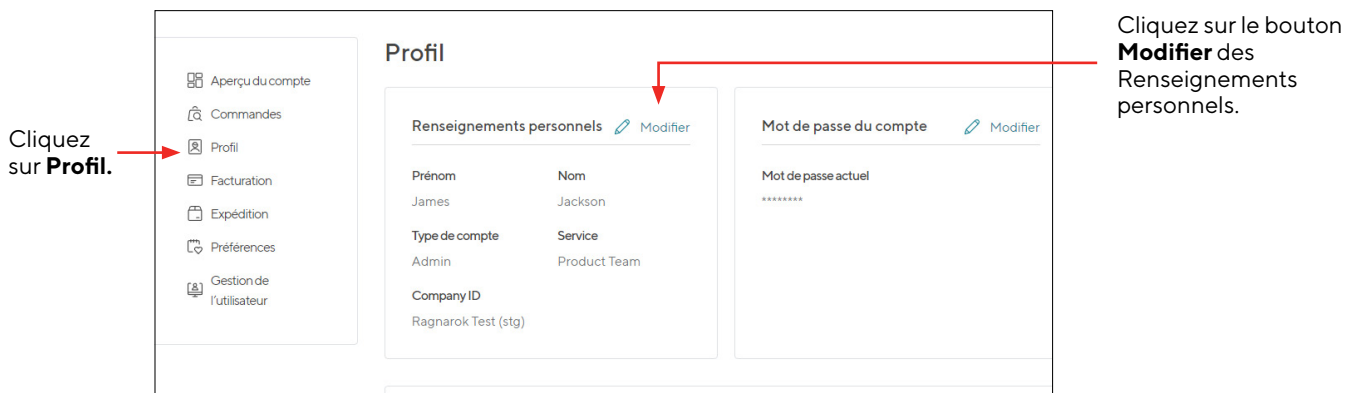 Cliquez
sur Profil.
Aperçu du compte
Commandes
Profil
Facturation
Expédition
Préférences
Gestion de
l'utilisateur
Profil
Renseignements personnels
Modifier
Prénom
Nom
James
Jackson
Type de compte
Service
Admin
Product Team
Company ID
Ragnarok Test (stg)
Mot de passe du compte
Modifier
Mot de passe actuel
********
Cliquez sur le bouton
Modifier des
Renseignements
personnels.